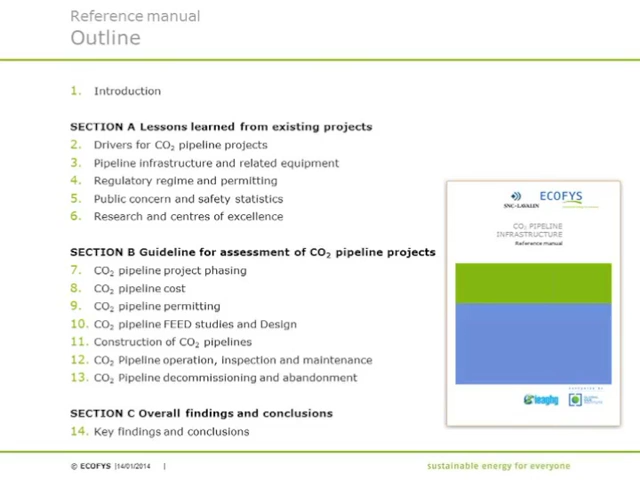 Reference manual
Outline
1. Introduction
SECTION A Lessons learned from existing projects
2. Drivers for CO₂ pipeline projects
3. Pipeline infrastructure and related equipment
4. Regulatory regime and permitting
5. Public concern and safety statistics
6. Research and centres of excellence
SECTION B Guideline for assessment of CO₂ pipeline projects
7. CO₂ pipeline project phasing
8. CO₂ pipeline cost
9. CO₂ pipeline permitting
10. CO₂ pipeline FEED studies and Design
11. Construction of CO₂ pipelines
12. CO₂ Pipeline operation, inspection and maintenance
13. CO₂ Pipeline decommissioning and abandonment
SECTION C Overall findings and conclusions
14. Key findings and conclusions
SNC·LAVALIN ECOFYS
CO₂ PIPELINE
INFRASTRUCTURE
Reference manual
SUPPORTED BY
ieaghg
© ECOFYS |14/01/2014 |
sustainable energy for everyone